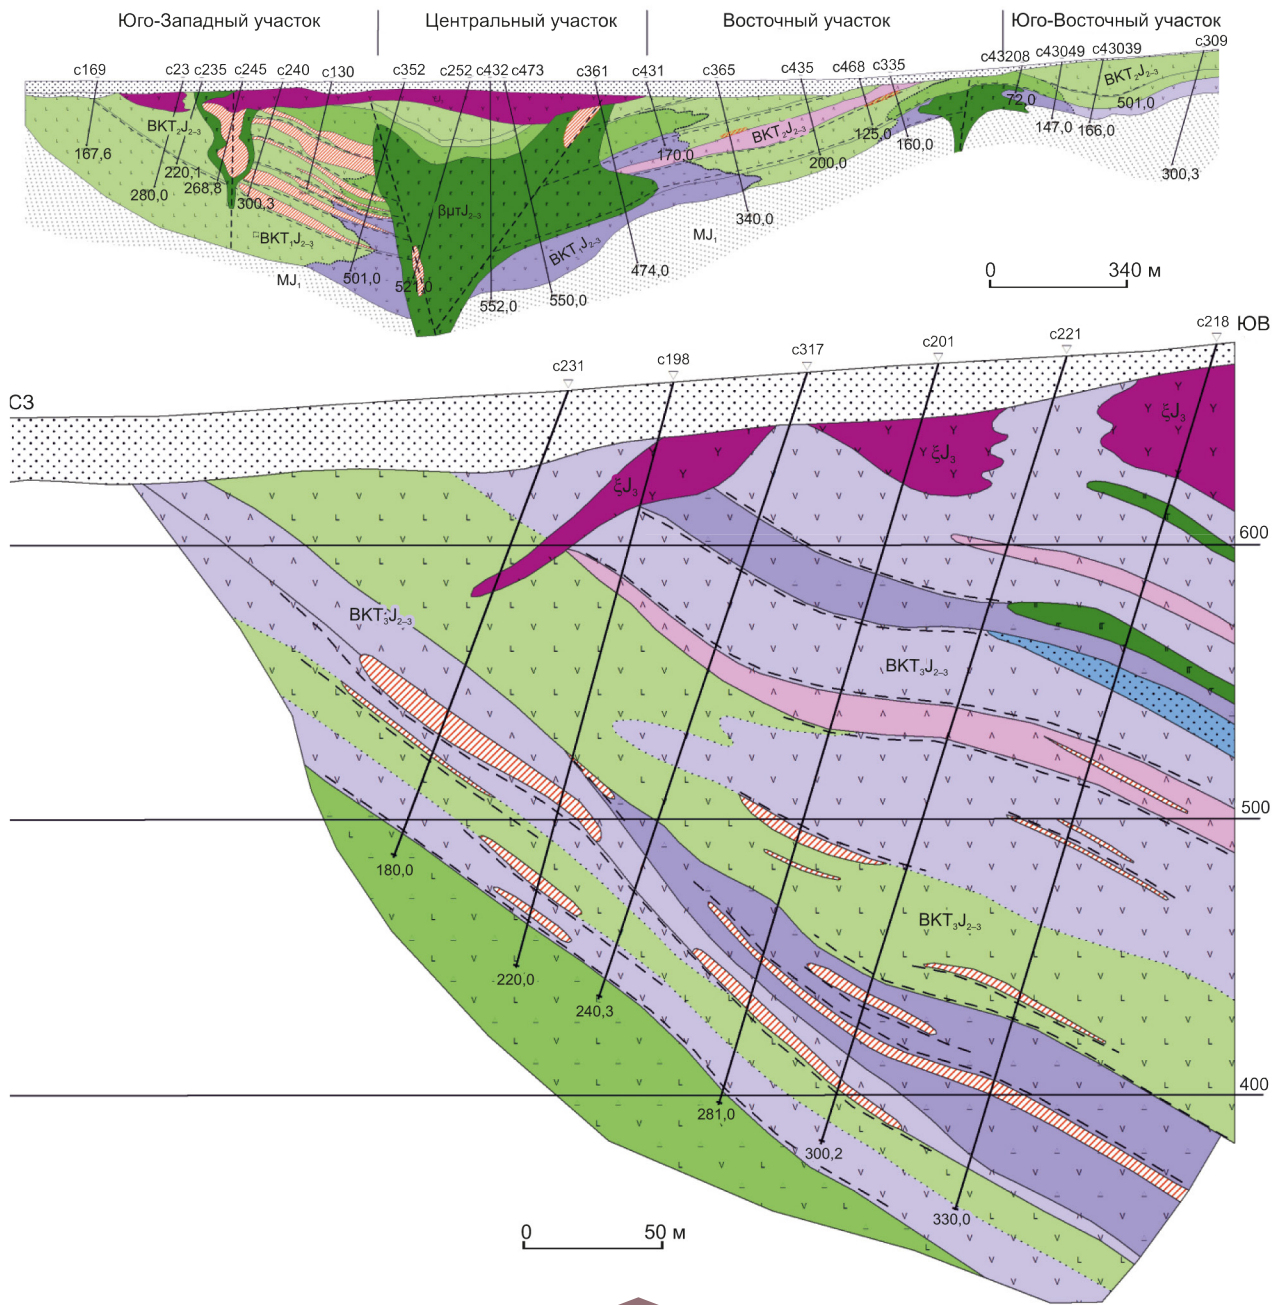 Юго-Западный участок
Центральный участок
Восточный участок
Юго-Восточный участок
с169
с23
с235
с245
с240
с130
с352
с252
с432
с473
с361
с431
с365
с435
с468
с335
с43208
с43049
с43039
с309
ВКТ₂J₂₋₃
ВКТ₂J₂₋₃
ВКТ₂J₂₋₃
72,0
501,0
147,0
166,0
125,0
160,0
167,6
170,0
200,0
220,1
268,8
280,0
300,3
300,3
βμτJ₂₋₃
340,0
ВКТ₁J₂₋₃
ВКТ₁J₂₋₃
MJ₁
MJ₁
501,0
521,0
552,0
550,0
474,0
0
340 м
СЗ
ЮВ
с231
с198
с317
с201
с221
с218
ξJ₃
ξJ₃
ξJ₃
600
ВКТ₃J₂₋₃
ВКТ₃J₂₋₃
500
180,0
ВКТ₃J₂₋₃
220,0
240,3
400
281,0
300,2
330,0
0
50 м